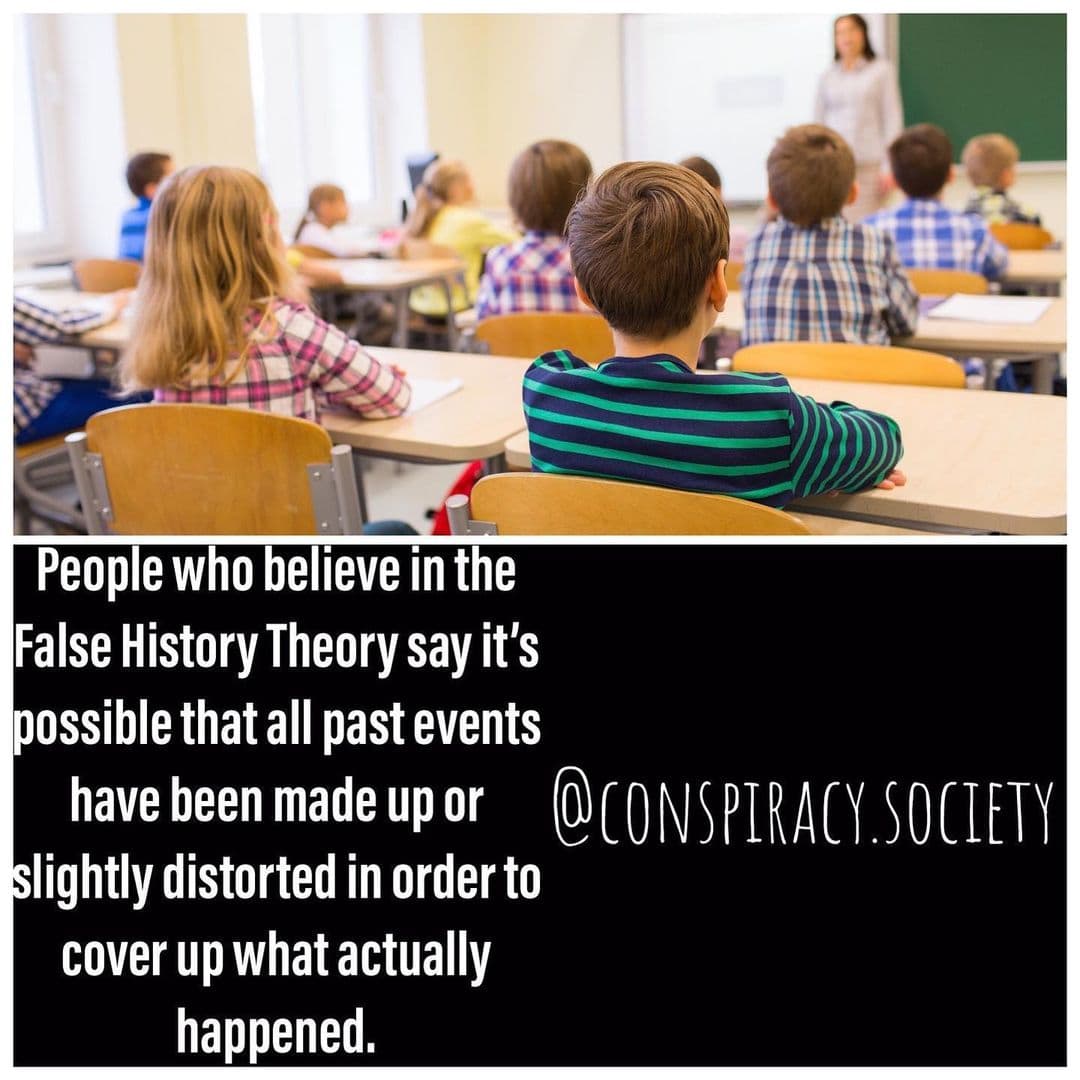 People who believe in the
False History Theory say it’s
possible that all past events
have been made up or
slightly distorted in order to
cover up what actually
happened.
@CONSPIRACY.SOCIETY